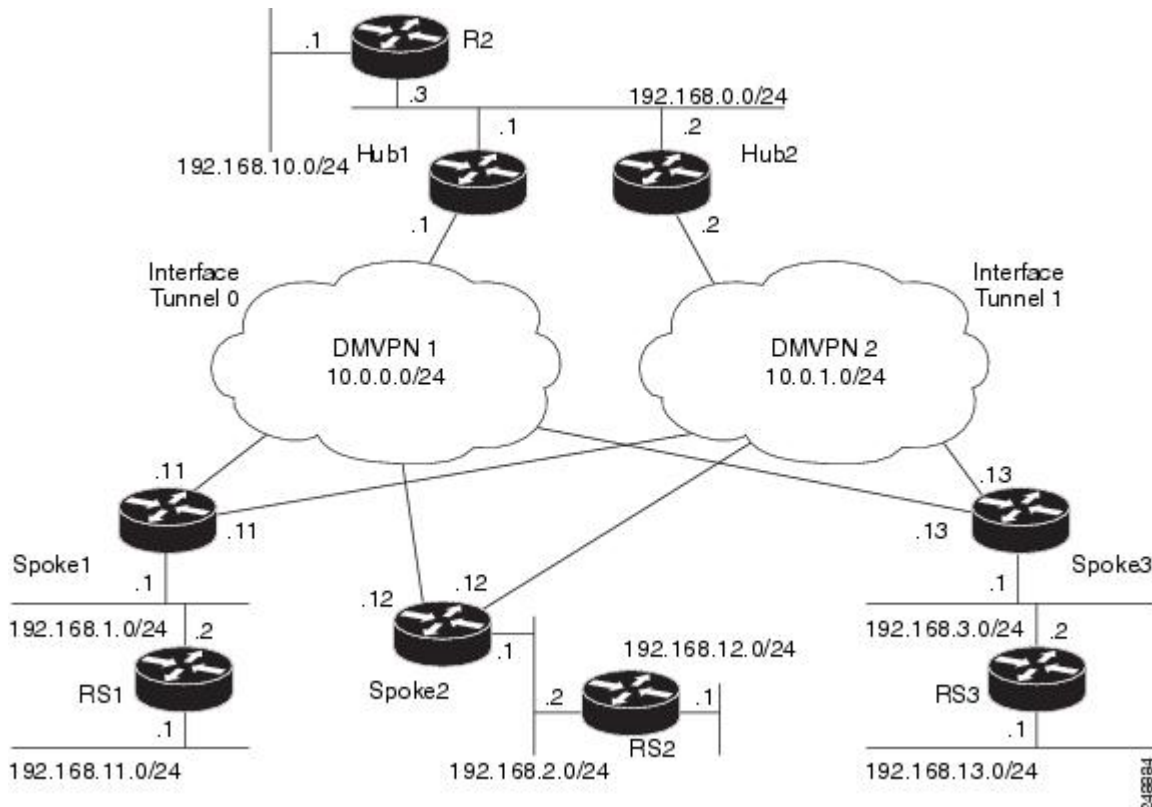 .1
R2
.3
192.168.0.0/24
.1
.2
192.168.10.0/24
Hub1
Hub2
.1
.2
Interface
Tunnel 0
Interface
Tunnel 1
DMVPN 1
10.0.0.0/24
DMVPN 2
10.0.1.0/24
.11
.13
.11
.13
Spoke1
Spoke3
.1
.12
.12
.1
192.168.1.0/24
.2
.1
192.168.12.0/24
192.168.3.0/24
.2
RS1
Spoke2
.2
.1
RS3
.1
RS2
.1
192.168.11.0/24
192.168.2.0/24
192.168.13.0/24
248884